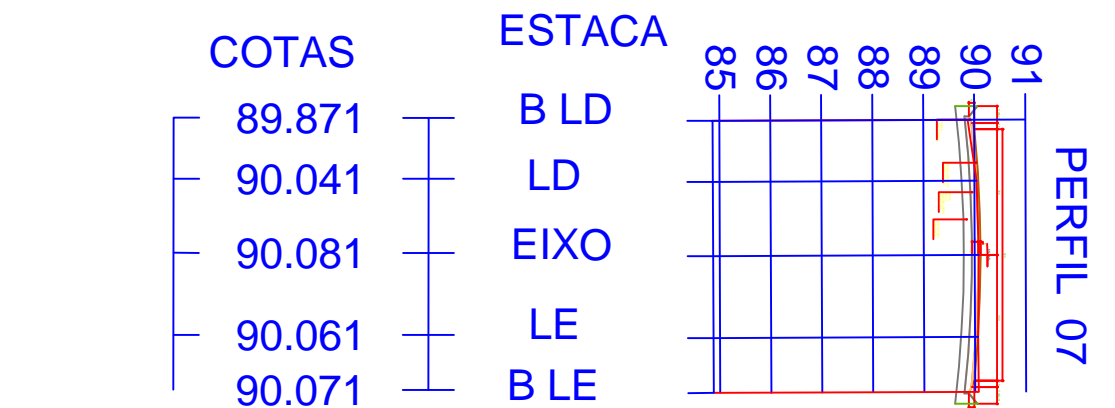 COTAS ESTACA
85 86 87 88 89 90 91
89.871 B LD
90.041 LD
90.081 EIXO
90.061 LE
90.071 B LE
PERFIL 07